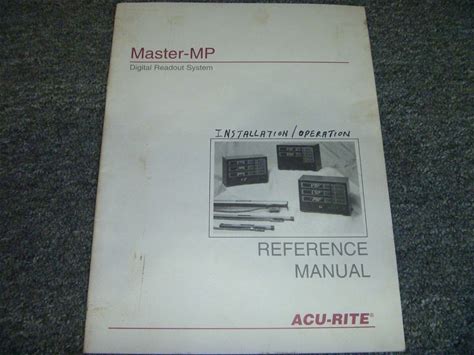 Master-MP
Digital Readout System
INSTALLATION/OPERATION
REFERENCE
MANUAL
ACU-RITE®